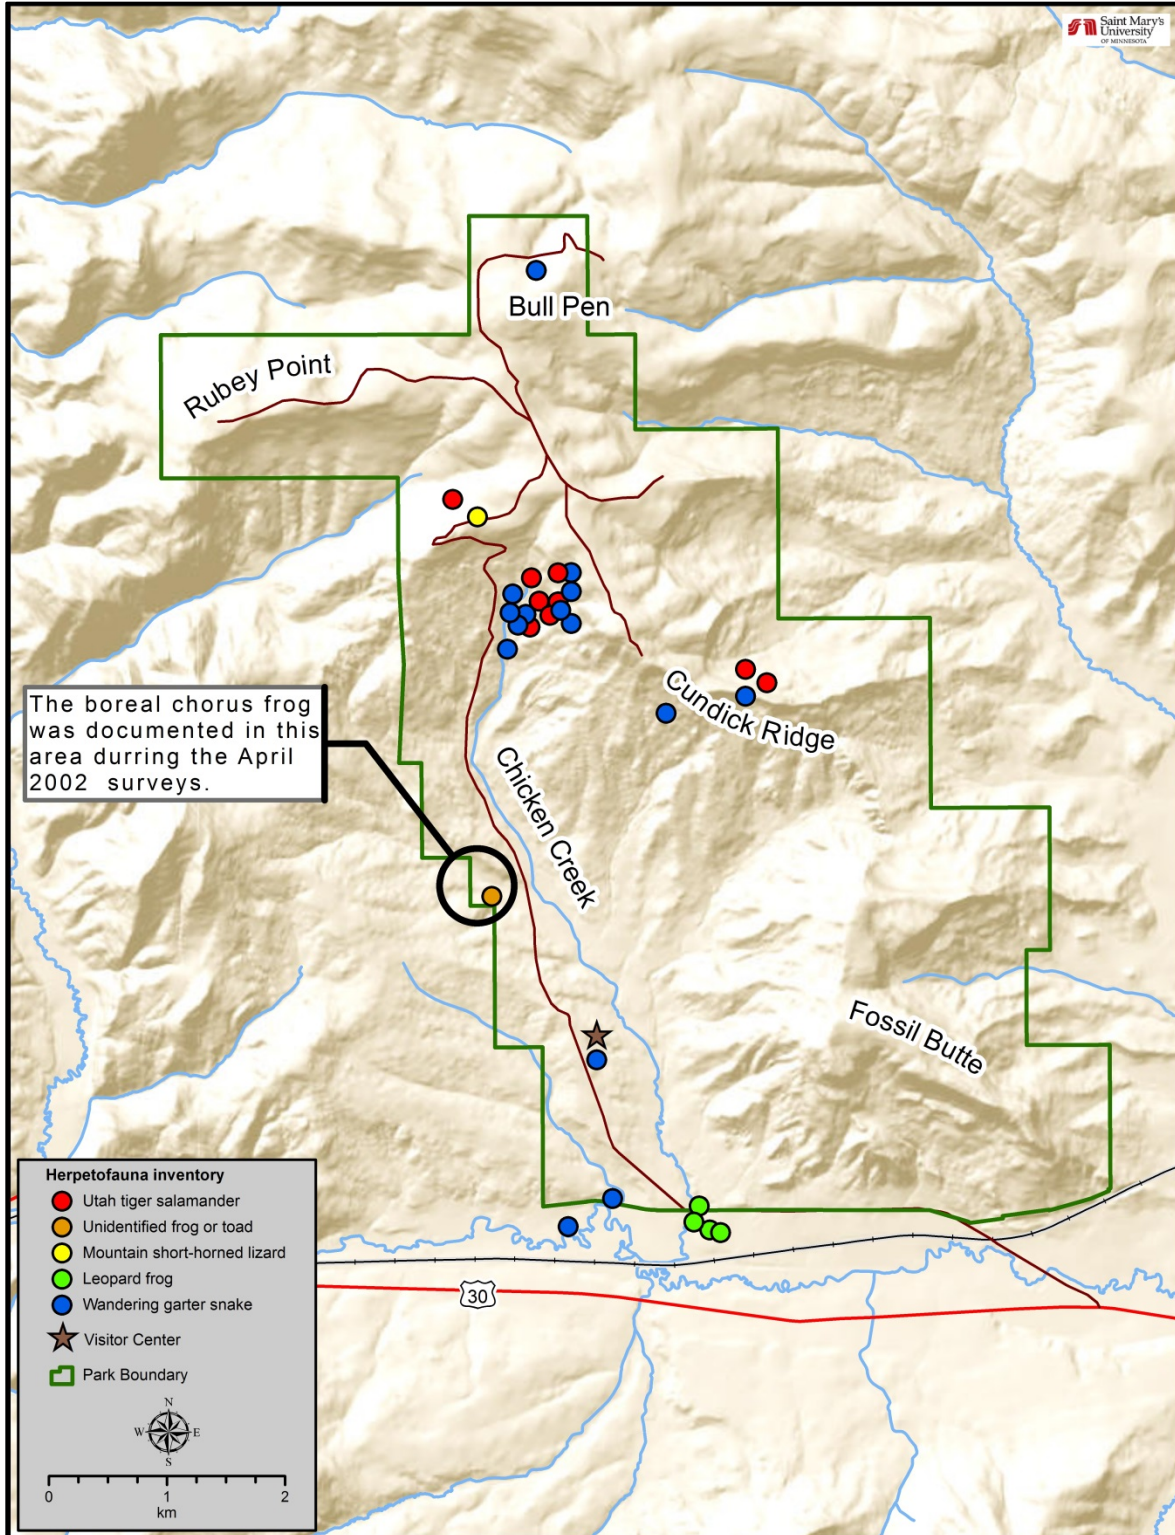 Saint Mary's
University
OF MINNESOTA
Bull Pen
Rubey Point
Cundick Ridge
The boreal chorus frog
was documented in this
area durring the April
2002 surveys.
Chicken Creek
Fossil Butte
Herpetofauna inventory
Utah tiger salamander
Unidentified frog or toad
Mountain short-horned lizard
Leopard frog
Wandering garter snake
Visitor Center
Park Boundary
N
W E
S
0 1 2
km
30